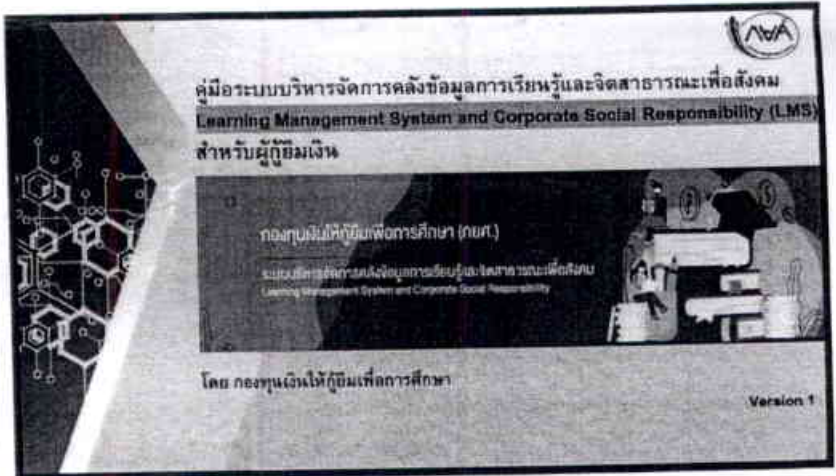 คู่มือระบบบริหารจัดการคลังข้อมูลการเรียนรู้และจิตสาธารณะเพื่อสังคม
Learning Management System and Corporate Social Responsibility (LMS)
สำหรับผู้กู้ยืมเงิน
กองทุนเงินให้กู้ยืมเพื่อการศึกษา (กยศ.)
ระบบบริหารจัดการคลังข้อมูลการเรียนรู้และจิตสาธารณะเพื่อสังคม
Learning Management System and Corporate Social Responsibility
โดย กองทุนเงินให้กู้ยืมเพื่อการศึกษา
Version 1